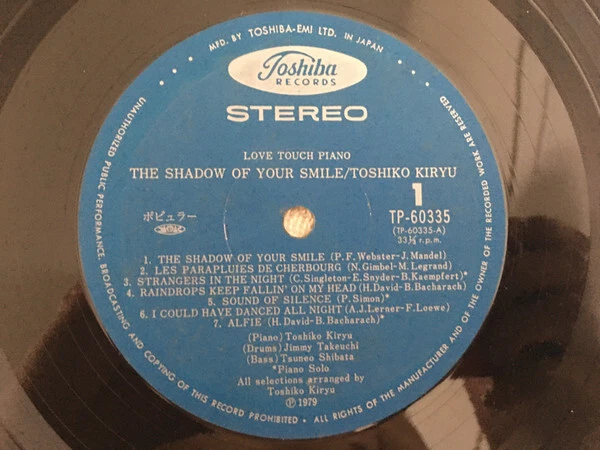 MFD. BY TOSHIBA-EMI LTD. IN JAPAN
Toshiba
RECORDS
STEREO
LOVE TOUCH PIANO
THE SHADOW OF YOUR SMILE/TOSHIKO KIRYU
1
ポピュラー
TP-60335
(TP-60335-A)
33⅓ r.p.m.
1. THE SHADOW OF YOUR SMILE (P.F.Webster-J.Mandel)
2. LES PARAPLUIES DE CHERBOURG (N.Gimbel-M.Legrand)
3. STRANGERS IN THE NIGHT (C.Singleton-E.Snyder-B.Kaempfert)*
4. RAINDROPS KEEP FALLIN' ON MY HEAD (H.David-B.Bacharach)
5. SOUND OF SILENCE (P.Simon)*
6. I COULD HAVE DANCED ALL NIGHT (A.J.Lerner-F.Loewe)
7. ALFIE (H.David-B.Bacharach)*
(Piano) Toshiko Kiryu
(Drums) Jimmy Takeuchi
(Bass) Tsuneo Shibata
*Piano Solo
All selections arranged by
Toshiko Kiryu
Ⓟ 1979
UNAUTHORIZED PUBLIC PERFORMANCE, BROADCASTING AND COPYING OF THIS RECORD PROHIBITED • ALL RIGHTS OF THE MANUFACTURER AND OF THE OWNER OF THE RECORDED WORK ARE RESERVED